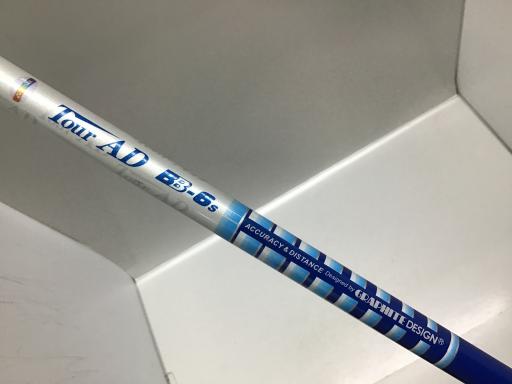 Tour AD BB-6s
ACCURACY & DISTANCE Designed by GRAPHITE DESIGN®